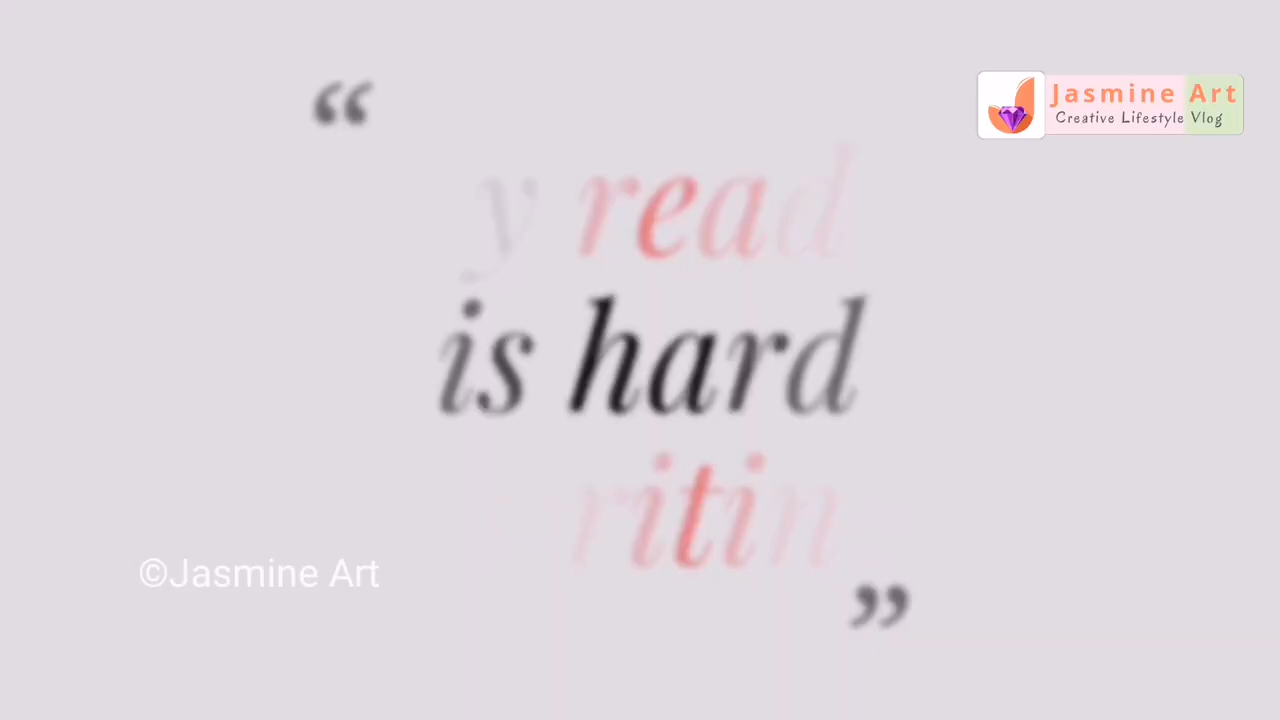 Jasmine Art
Creative Lifestyle Vlog
“
y read
is hard
ritin
©Jasmine Art
”